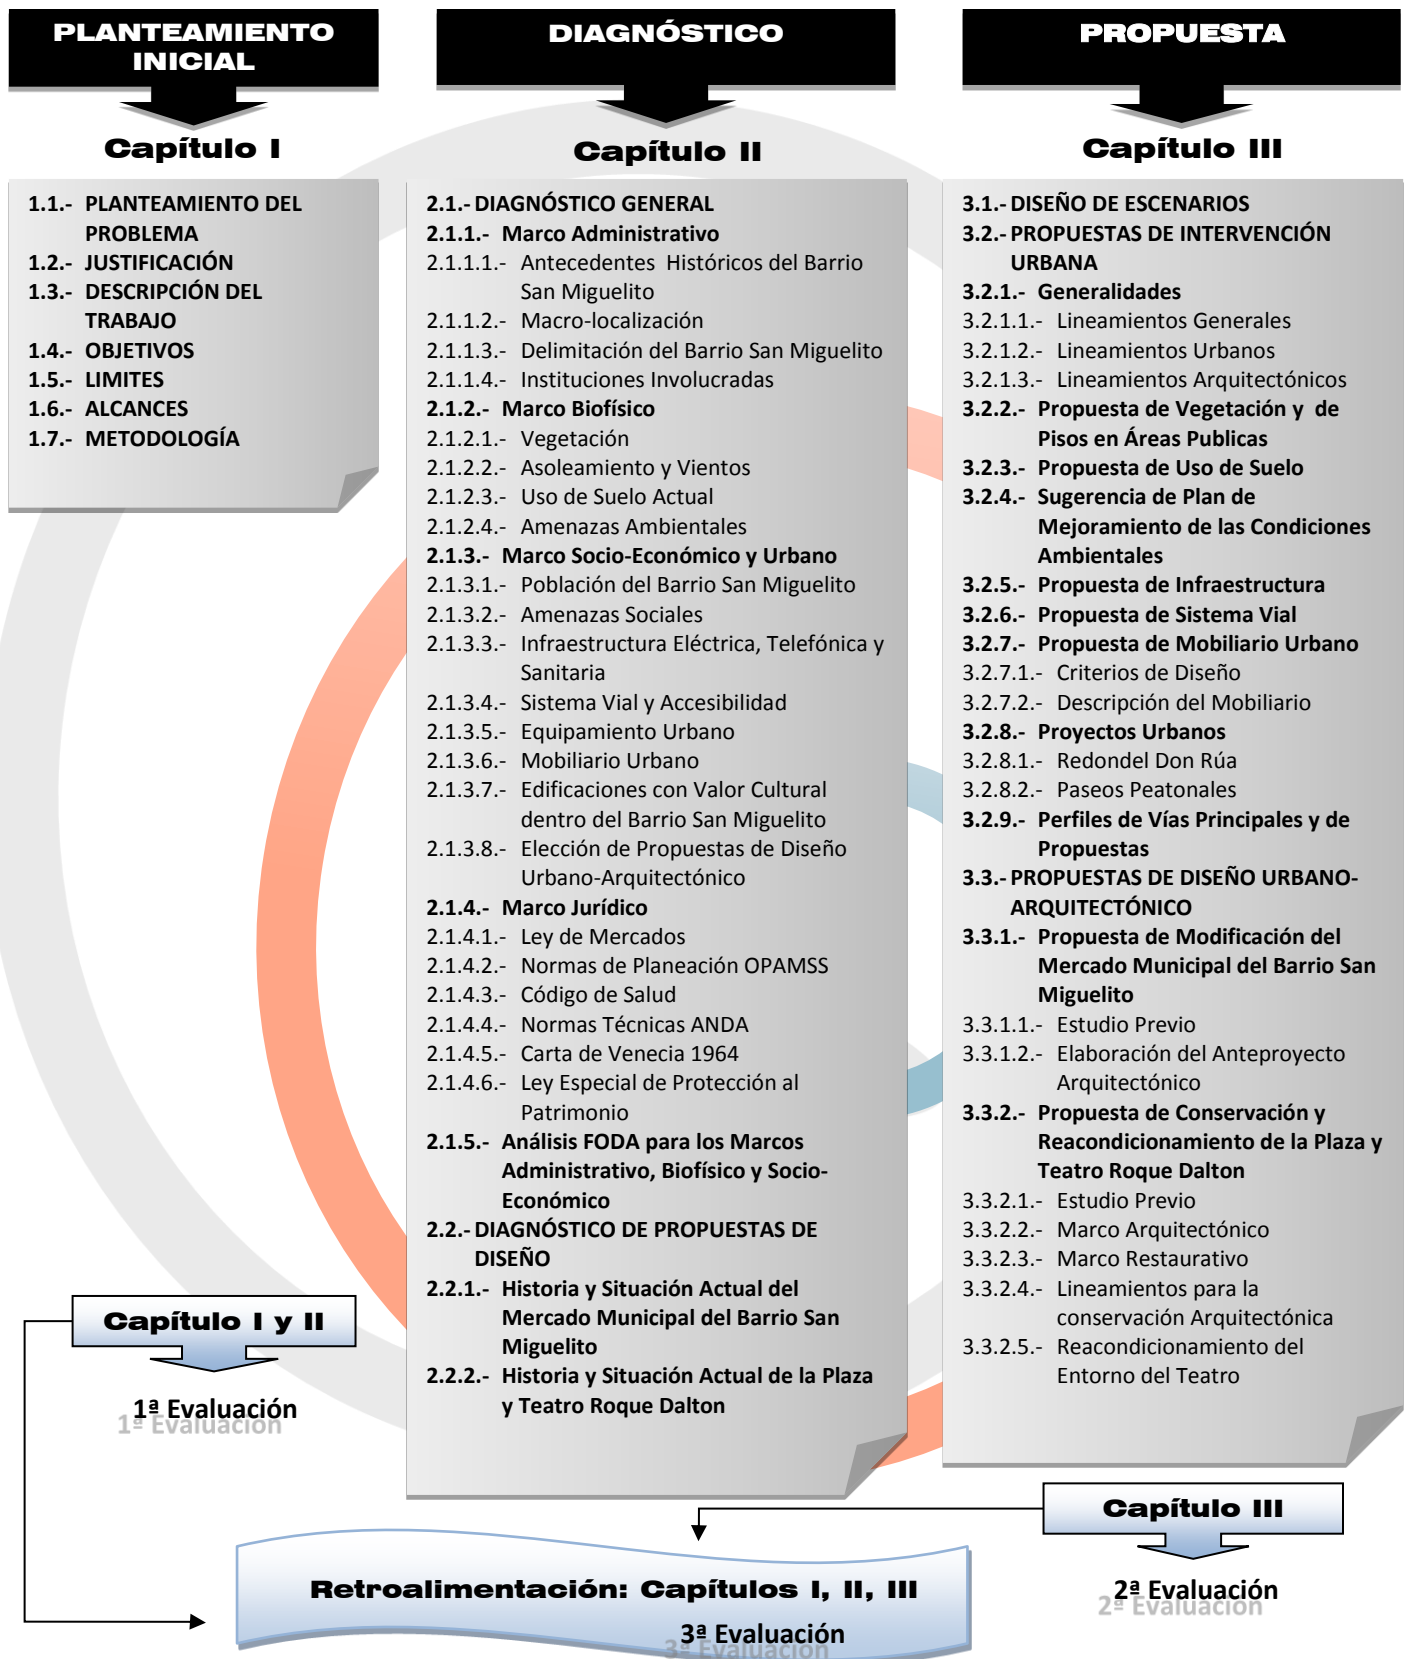 PLANTEAMIENTO
INICIAL
Capítulo I
1.1.- PLANTEAMIENTO DEL
PROBLEMA
1.2.- JUSTIFICACIÓN
1.3.- DESCRIPCIÓN DEL
TRABAJO
1.4.- OBJETIVOS
1.5.- LIMITES
1.6.- ALCANCES
1.7.- METODOLOGÍA
DIAGNÓSTICO
Capítulo II
2.1.- DIAGNÓSTICO GENERAL
2.1.1.- Marco Administrativo
2.1.1.1.- Antecedentes Históricos del Barrio
San Miguelito
2.1.1.2.- Macro-localización
2.1.1.3.- Delimitación del Barrio San Miguelito
2.1.1.4.- Instituciones Involucradas
2.1.2.- Marco Biofísico
2.1.2.1.- Vegetación
2.1.2.2.- Asoleamiento y Vientos
2.1.2.3.- Uso de Suelo Actual
2.1.2.4.- Amenazas Ambientales
2.1.3.- Marco Socio-Económico y Urbano
2.1.3.1.- Población del Barrio San Miguelito
2.1.3.2.- Amenazas Sociales
2.1.3.3.- Infraestructura Eléctrica, Telefónica y
Sanitaria
2.1.3.4.- Sistema Vial y Accesibilidad
2.1.3.5.- Equipamiento Urbano
2.1.3.6.- Mobiliario Urbano
2.1.3.7.- Edificaciones con Valor Cultural
dentro del Barrio San Miguelito
2.1.3.8.- Elección de Propuestas de Diseño
Urbano-Arquitectónico
2.1.4.- Marco Jurídico
2.1.4.1.- Ley de Mercados
2.1.4.2.- Normas de Planeación OPAMSS
2.1.4.3.- Código de Salud
2.1.4.4.- Normas Técnicas ANDA
2.1.4.5.- Carta de Venecia 1964
2.1.4.6.- Ley Especial de Protección al
Patrimonio
2.1.5.- Análisis FODA para los Marcos
Administrativo, Biofísico y Socio-
Económico
2.2.- DIAGNÓSTICO DE PROPUESTAS DE
DISEÑO
2.2.1.- Historia y Situación Actual del
Mercado Municipal del Barrio San
Miguelito
2.2.2.- Historia y Situación Actual de la Plaza
y Teatro Roque Dalton
PROPUESTA
Capítulo III
3.1.- DISEÑO DE ESCENARIOS
3.2.- PROPUESTAS DE INTERVENCIÓN
URBANA
3.2.1.- Generalidades
3.2.1.1.- Lineamientos Generales
3.2.1.2.- Lineamientos Urbanos
3.2.1.3.- Lineamientos Arquitectónicos
3.2.2.- Propuesta de Vegetación y de
Pisos en Áreas Publicas
3.2.3.- Propuesta de Uso de Suelo
3.2.4.- Sugerencia de Plan de
Mejoramiento de las Condiciones
Ambientales
3.2.5.- Propuesta de Infraestructura
3.2.6.- Propuesta de Sistema Vial
3.2.7.- Propuesta de Mobiliario Urbano
3.2.7.1.- Criterios de Diseño
3.2.7.2.- Descripción del Mobiliario
3.2.8.- Proyectos Urbanos
3.2.8.1.- Redondel Don Rúa
3.2.8.2.- Paseos Peatonales
3.2.9.- Perfiles de Vías Principales y de
Propuestas
3.3.- PROPUESTAS DE DISEÑO URBANO-
ARQUITECTÓNICO
3.3.1.- Propuesta de Modificación del
Mercado Municipal del Barrio San
Miguelito
3.3.1.1.- Estudio Previo
3.3.1.2.- Elaboración del Anteproyecto
Arquitectónico
3.3.2.- Propuesta de Conservación y
Reacondicionamiento de la Plaza y
Teatro Roque Dalton
3.3.2.1.- Estudio Previo
3.3.2.2.- Marco Arquitectónico
3.3.2.3.- Marco Restaurativo
3.3.2.4.- Lineamientos para la
conservación Arquitectónica
3.3.2.5.- Reacondicionamiento del
Entorno del Teatro
Capítulo I y II
1ª Evaluación
Capítulo III
2ª Evaluación
Retroalimentación: Capítulos I, II, III
3ª Evaluación